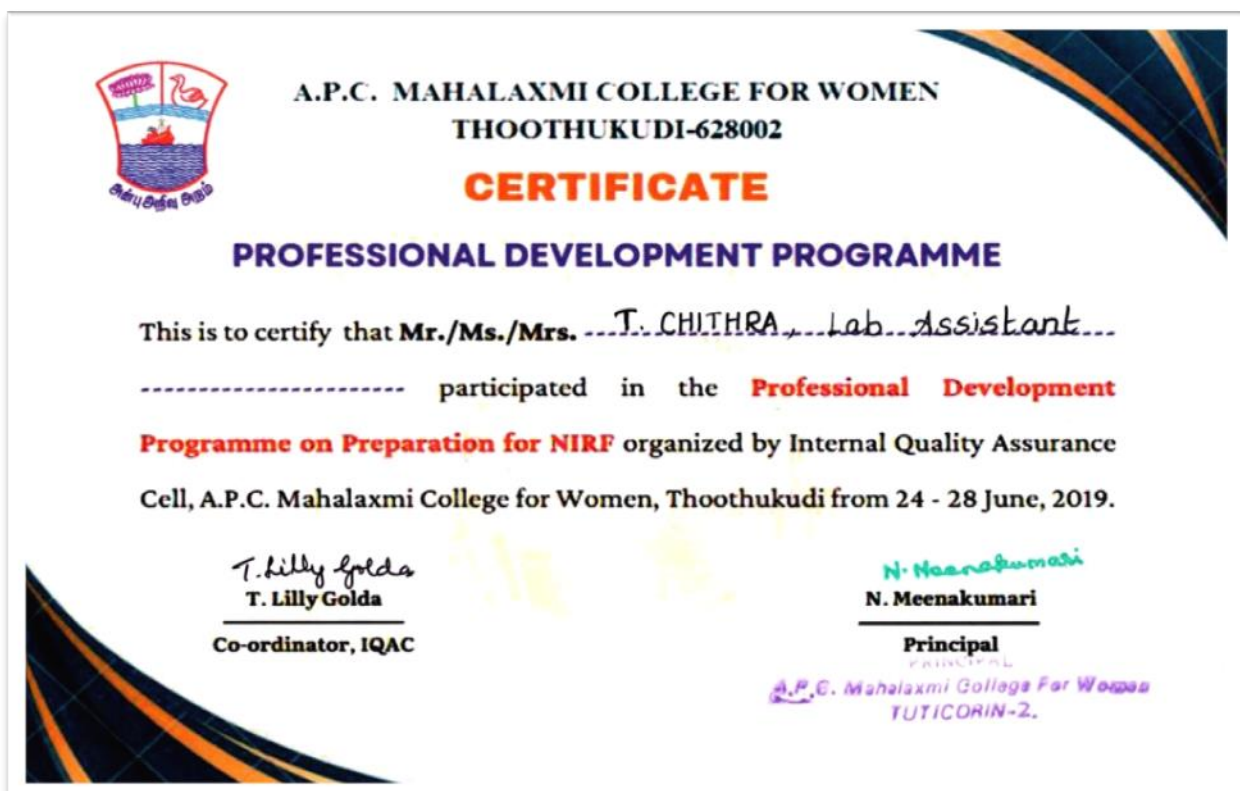 A.P.C. MAHALAXMI COLLEGE FOR WOMEN
THOOTHUKUDI-628002
அன்பு அறிவு அறம்
CERTIFICATE
PROFESSIONAL DEVELOPMENT PROGRAMME
This is to certify that Mr./Ms./Mrs. T. CHITHRA, Lab Assistant
participated in the Professional Development
Programme on Preparation for NIRF organized by Internal Quality Assurance
Cell, A.P.C. Mahalaxmi College for Women, Thoothukudi from 24 - 28 June, 2019.
T. Lilly Golda
T. Lilly Golda
Co-ordinator, IQAC
N. Meenakumari
N. Meenakumari
Principal
PRINCIPAL
A.P.C. Mahalaxmi College For Women
TUTICORIN-2.